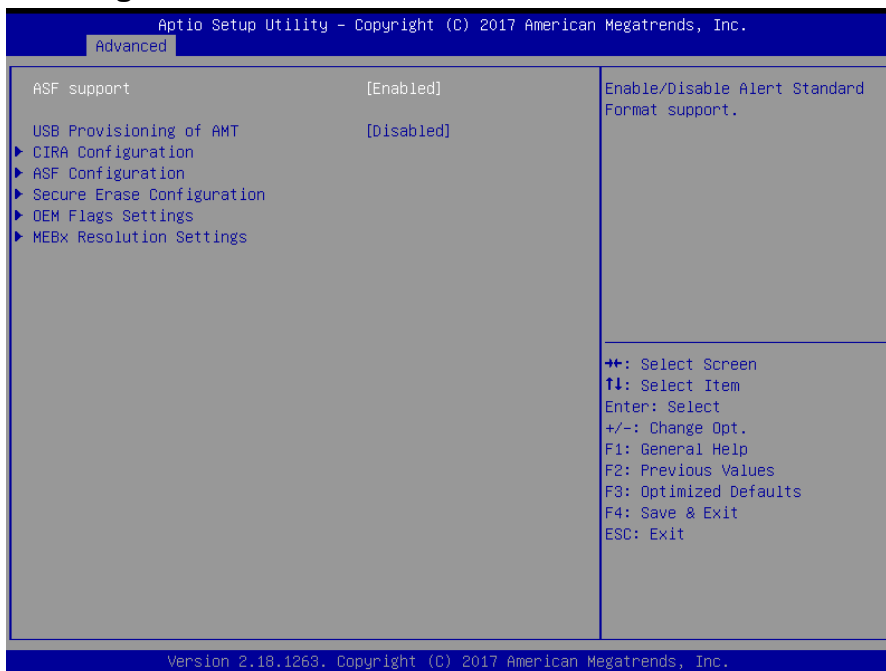 Aptio Setup Utility – Copyright (C) 2017 American Megatrends, Inc.
Advanced
ASF support [Enabled]
USB Provisioning of AMT [Disabled]
CIRA Configuration
ASF Configuration
Secure Erase Configuration
OEM Flags Settings
MEBx Resolution Settings
Enable/Disable Alert Standard
Format support.
→←: Select Screen
↑↓: Select Item
Enter: Select
+/-: Change Opt.
F1: General Help
F2: Previous Values
F3: Optimized Defaults
F4: Save & Exit
ESC: Exit
Version 2.18.1263. Copyright (C) 2017 American Megatrends, Inc.